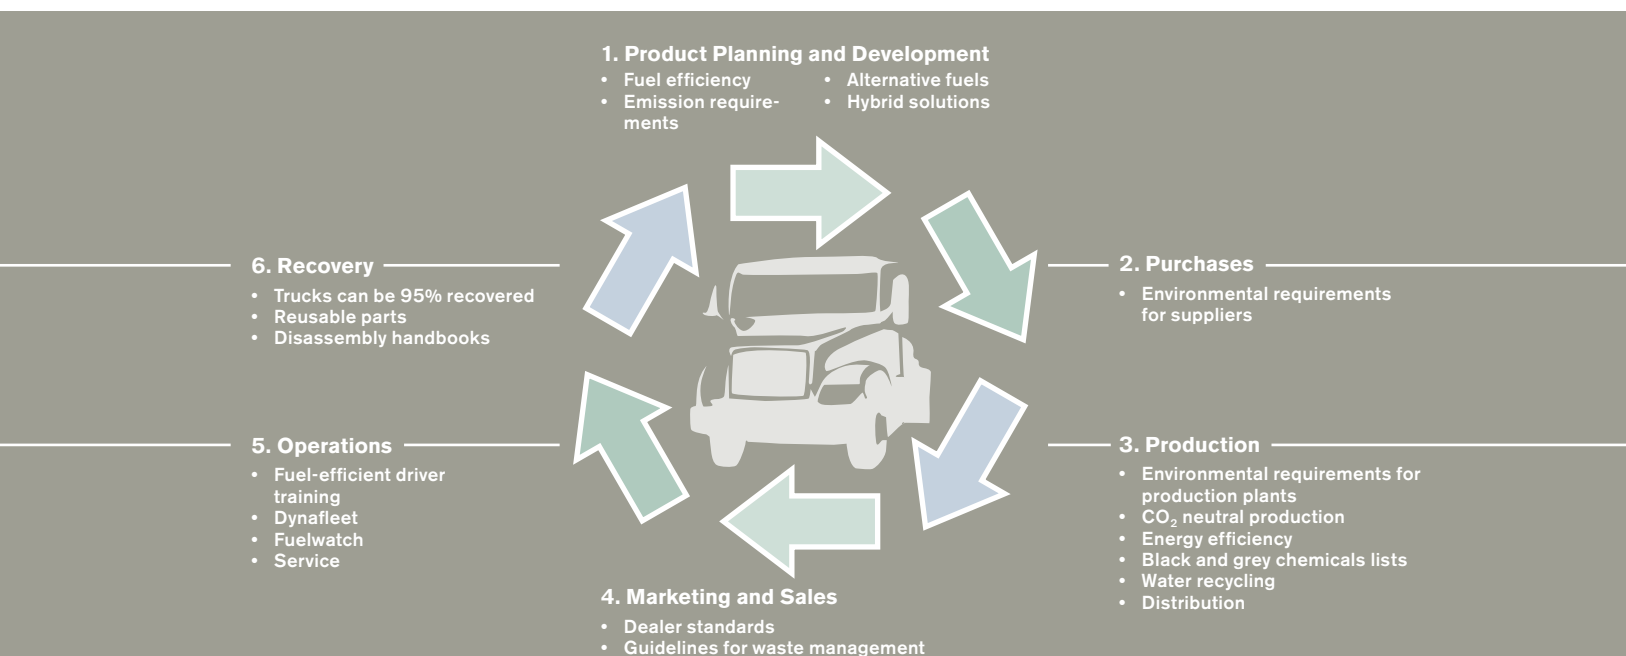 1. Product Planning and Development
• Fuel efficiency
• Emission require-
ments
• Alternative fuels
• Hybrid solutions
2. Purchases
• Environmental requirements
for suppliers
3. Production
• Environmental requirements for
production plants
• CO₂ neutral production
• Energy efficiency
• Black and grey chemicals lists
• Water recycling
• Distribution
4. Marketing and Sales
• Dealer standards
• Guidelines for waste management
5. Operations
• Fuel-efficient driver
training
• Dynafleet
• Fuelwatch
• Service
6. Recovery
• Trucks can be 95% recovered
• Reusable parts
• Disassembly handbooks